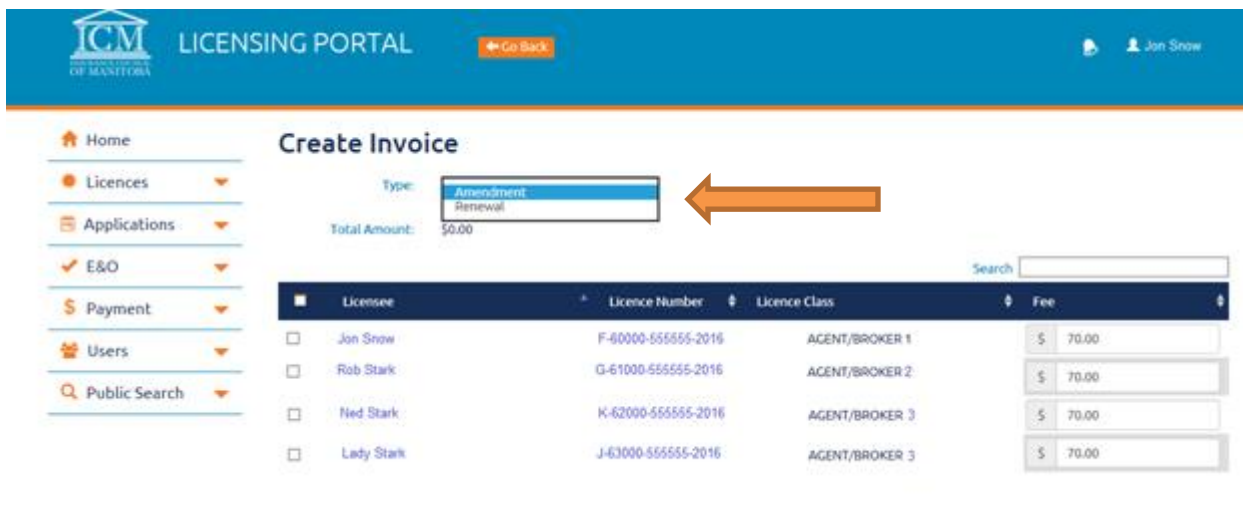 ICM
INSURANCE COUNCIL
OF MANITOBA
LICENSING PORTAL
Go Back
Jon Snow
Home
Licences
Applications
E&O
Payment
Users
Public Search
Create Invoice
Type:
Amendment
Renewal
Total Amount: $0.00
Search
Licensee Licence Number Licence Class Fee
Jon Snow F-60000-555555-2016 AGENT/BROKER 1 $ 70.00
Rob Stark G-61000-555555-2016 AGENT/BROKER 2 $ 70.00
Ned Stark K-62000-555555-2016 AGENT/BROKER 3 $ 70.00
Lady Stark J-63000-555555-2016 AGENT/BROKER 3 $ 70.00